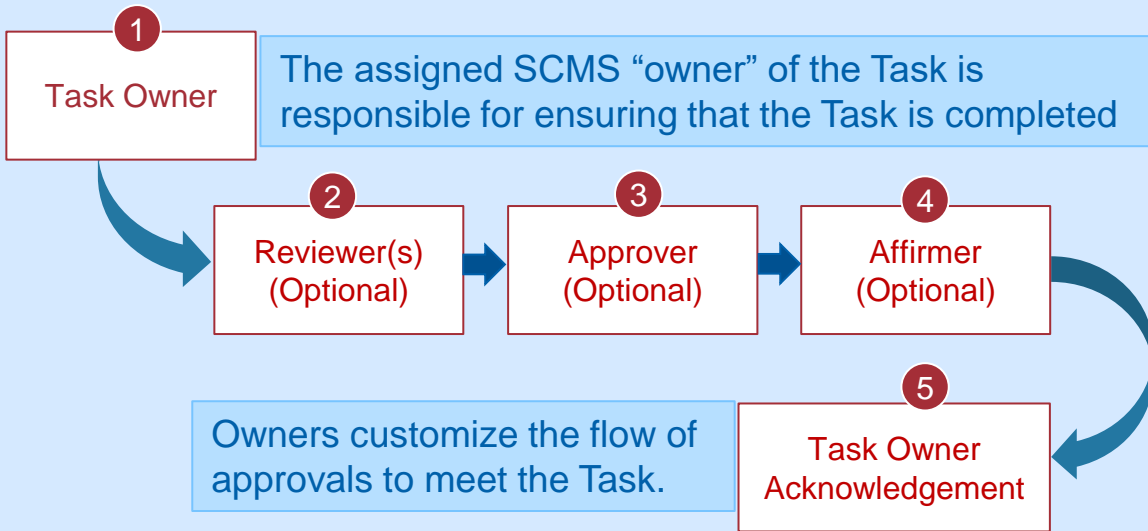 1
Task Owner
The assigned SCMS “owner” of the Task is
responsible for ensuring that the Task is completed
2
Reviewer(s)
(Optional)
3
Approver
(Optional)
4
Affirmer
(Optional)
Owners customize the flow of
approvals to meet the Task.
5
Task Owner
Acknowledgement